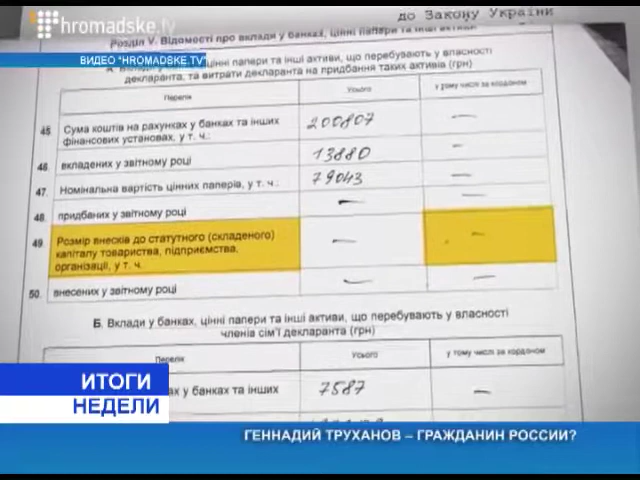 hromadske.tv
до Закону України
Розділ V. Відомості про вклади у банках, цінні папери та інші активи
ВИДЕО "HROMADSKE.TV"
цінні папери та інші активи, що перебувають у власності
декларанта, та витрати декларанта на придбання таких активів (грн)
Перелік
Усього
у тому числі за кордоном
45. Сума коштів на рахунках у банках та інших фінансових установах, у т. ч.: 200807 —
46. вкладених у звітному році 13880 —
47. Номінальна вартість цінних паперів, у т. ч.: 79043 —
48. придбаних у звітному році — —
49. Розмір внесків до статутного (складеного) капіталу товариства, підприємства, організації, у т. ч. — —
50. внесених у звітному році — —
Б. Вклади у банках, цінні папери та інші активи, що перебувають у власності
членів сім'ї декларанта (грн)
Перелік
Усього
у тому числі за кордоном
у банках та інших 7587 —
ИТОГИ
НЕДЕЛИ
ГЕННАДИЙ ТРУХАНОВ – ГРАЖДАНИН РОССИИ?